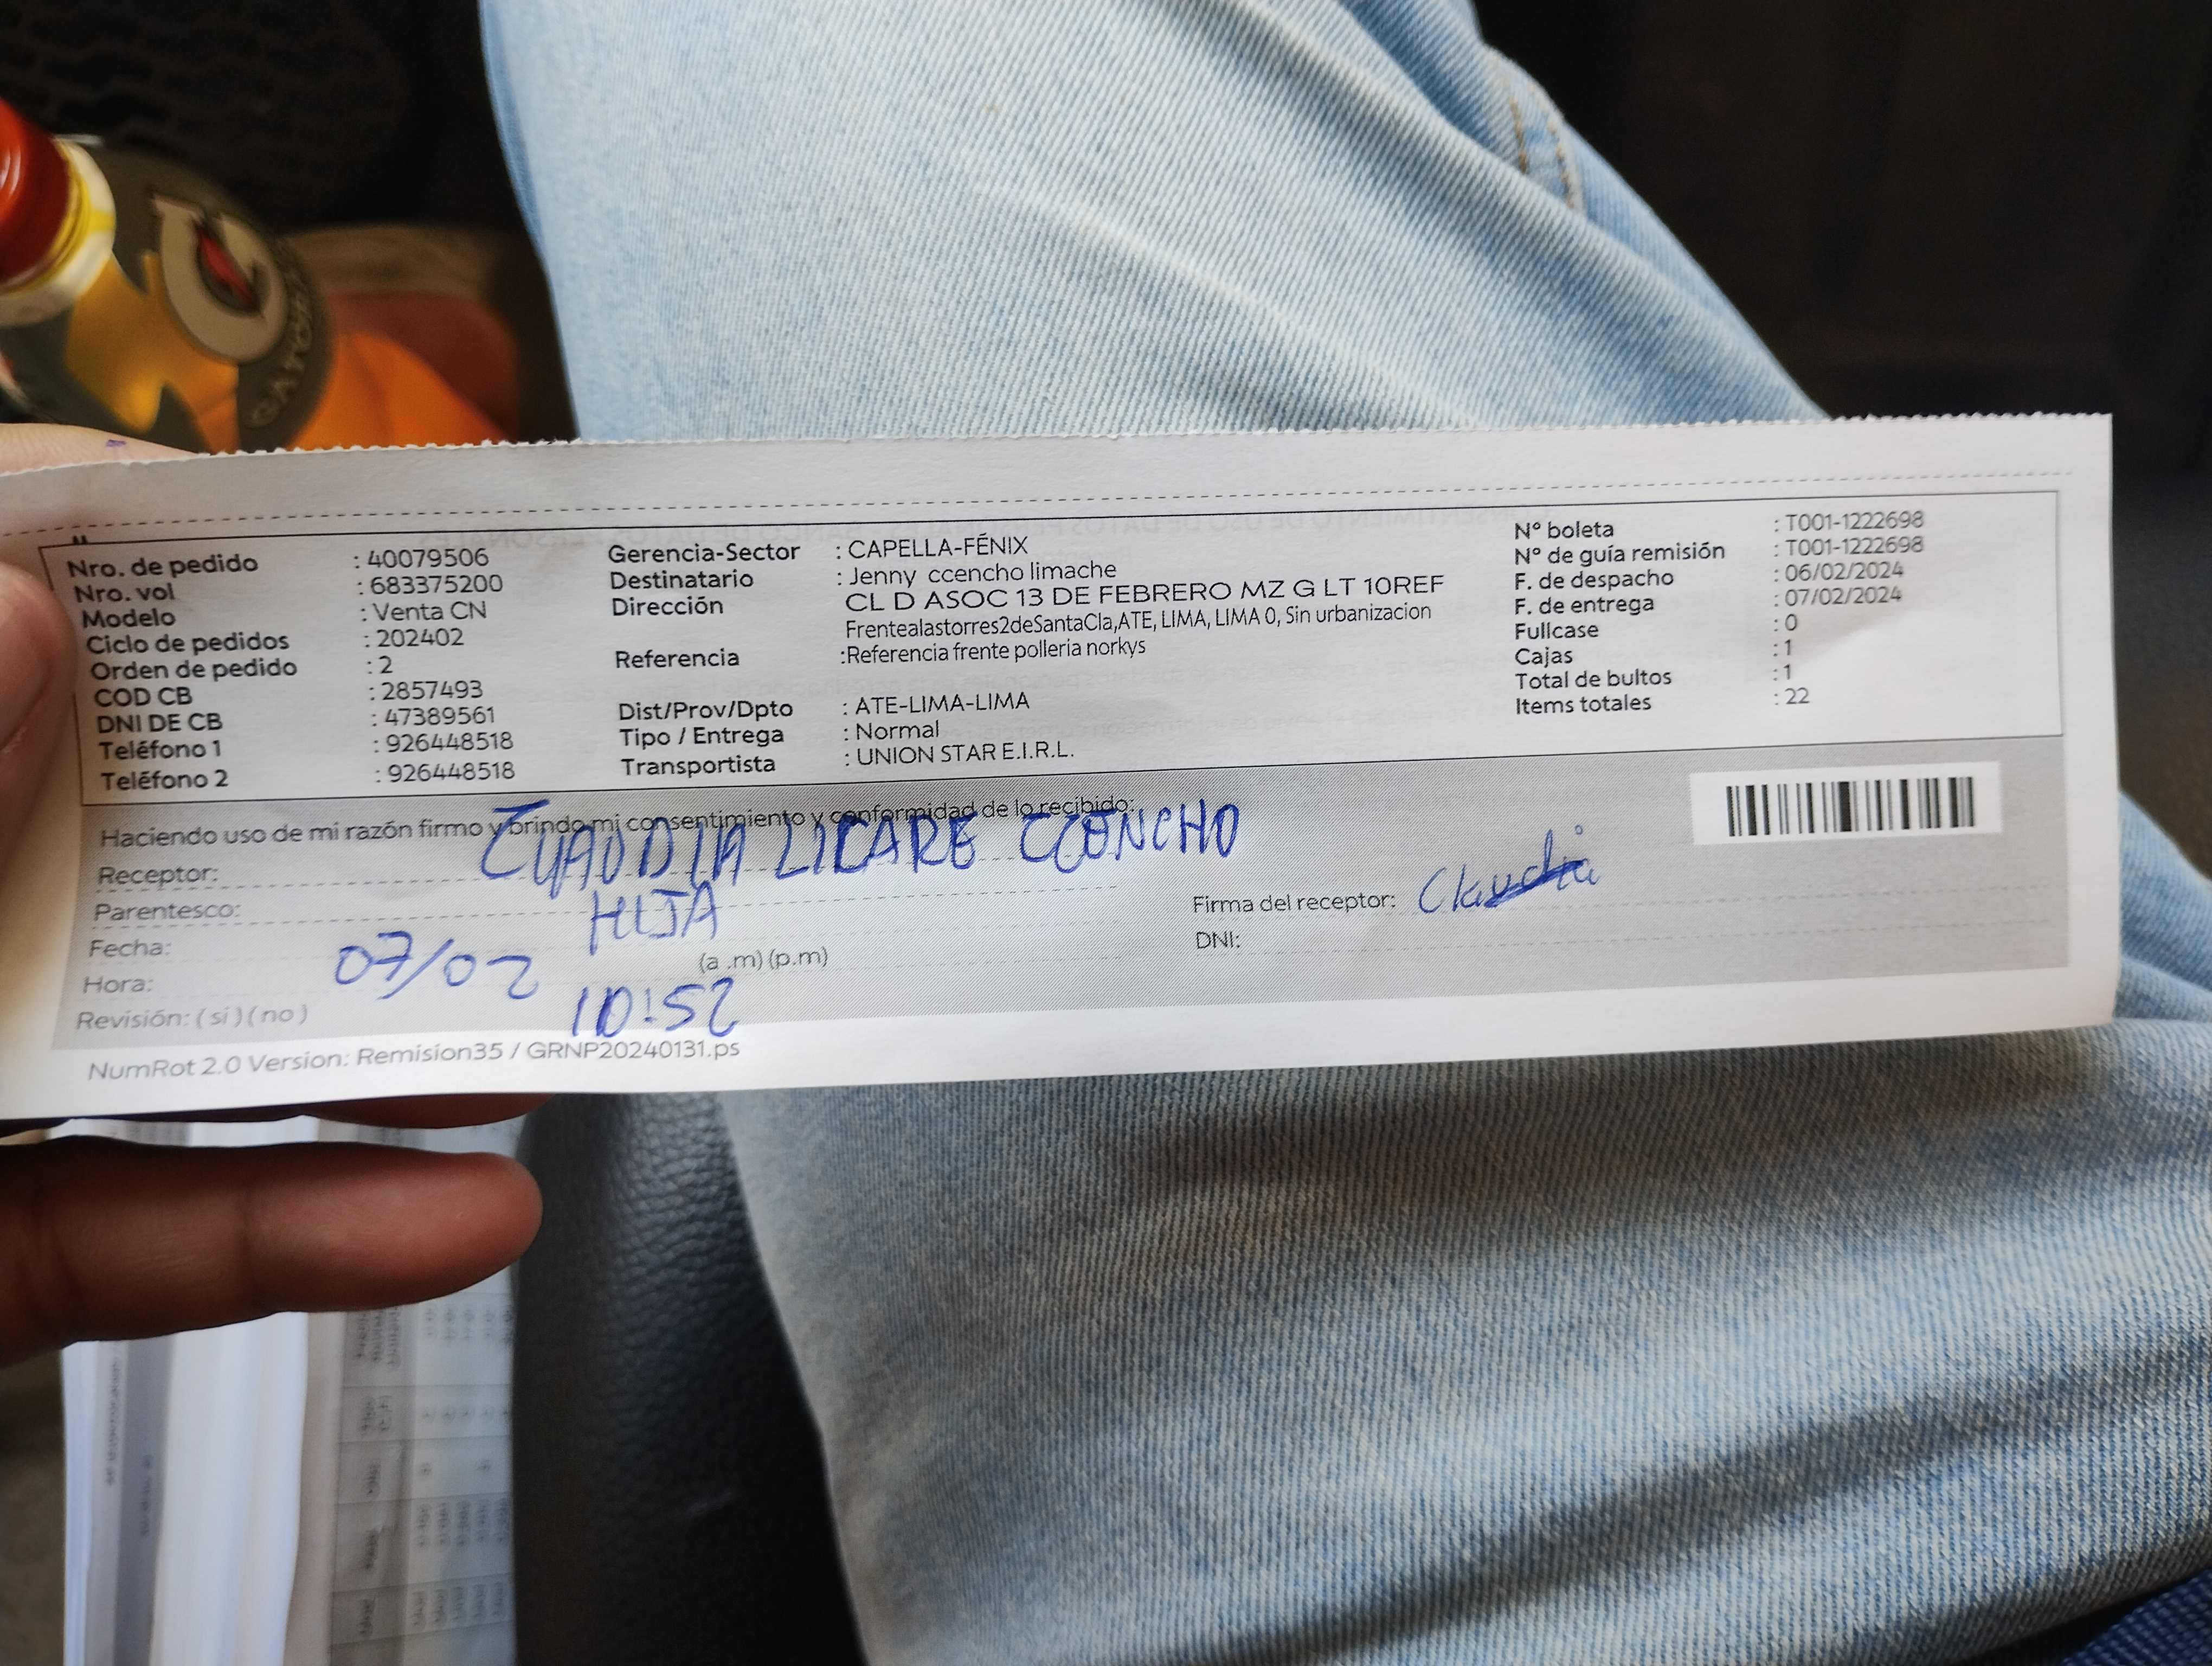 Nro. de pedido : 40079506
Nro. vol : 683375200
Modelo : Venta CN
Ciclo de pedidos : 202402
Orden de pedido : 2
COD CB : 2857493
DNI DE CB : 47389561
Teléfono 1 : 926448518
Teléfono 2 : 926448518
Gerencia-Sector : CAPELLA-FÉNIX
Destinatario : Jenny ccencho limache
Dirección CL D ASOC 13 DE FEBRERO MZ G LT 10REF
Frentealastorres2deSantaCla,ATE, LIMA, LIMA 0, Sin urbanizacion
Referencia :Referencia frente polleria norkys
Dist/Prov/Dpto : ATE-LIMA-LIMA
Tipo / Entrega : Normal
Transportista : UNION STAR E.I.R.L.
N° boleta : T001-1222698
N° de guía remisión : T001-1222698
F. de despacho : 06/02/2024
F. de entrega : 07/02/2024
Fullcase : 0
Cajas : 1
Total de bultos : 1
Items totales : 22
Haciendo uso de mi razón firmo y brindo mi consentimiento y conformidad de lo recibido:
Receptor: CLAUDIA LICARE CCONCHO
Parentesco: HIJA
Fecha: 07/02
Hora: 10:52 (a .m) (p.m)
Revisión: ( si ) ( no )
Firma del receptor: Claudia
DNI:
NumRot 2.0 Version: Remision35 / GRNP20240131.ps